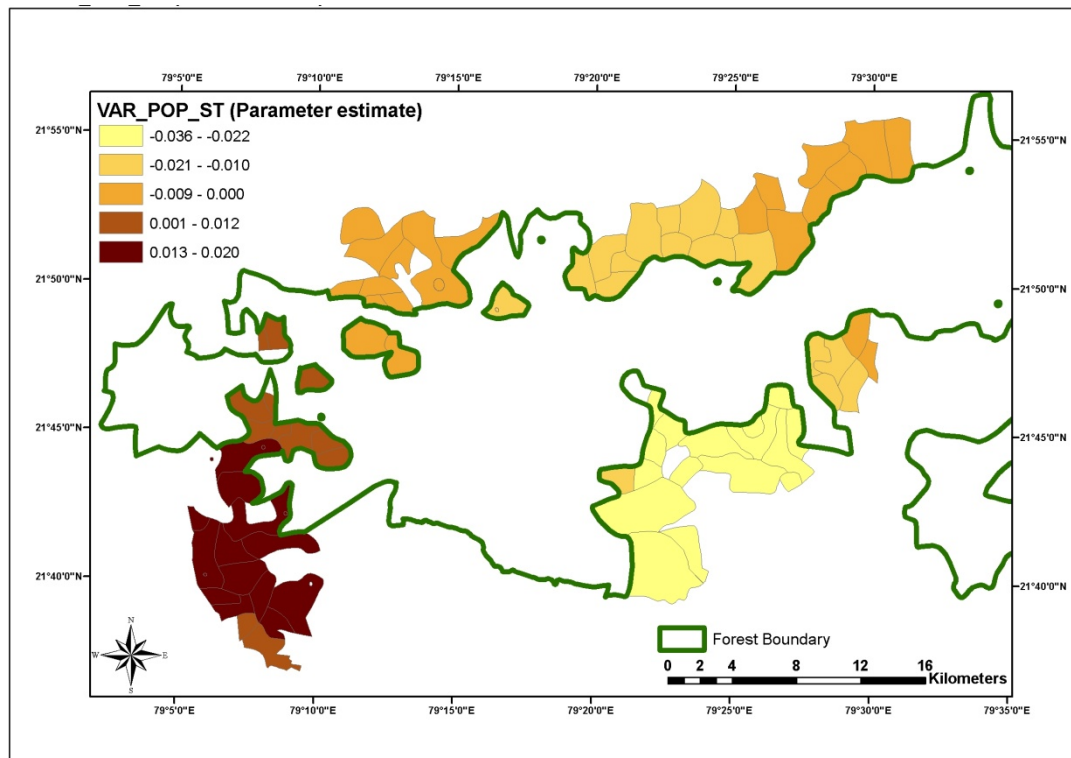 79°5'0"E 79°10'0"E 79°15'0"E 79°20'0"E 79°25'0"E 79°30'0"E
VAR_POP_ST (Parameter estimate)
-0.036 - -0.022
-0.021 - -0.010
-0.009 - 0.000
0.001 - 0.012
0.013 - 0.020
21°55'0"N 21°55'0"N
21°50'0"N 21°50'0"N
21°45'0"N 21°45'0"N
21°40'0"N 21°40'0"N
N
W E
S
Forest Boundary
0 2 4 8 12 16
Kilometers
79°5'0"E 79°10'0"E 79°15'0"E 79°20'0"E 79°25'0"E 79°30'0"E 79°35'0"E